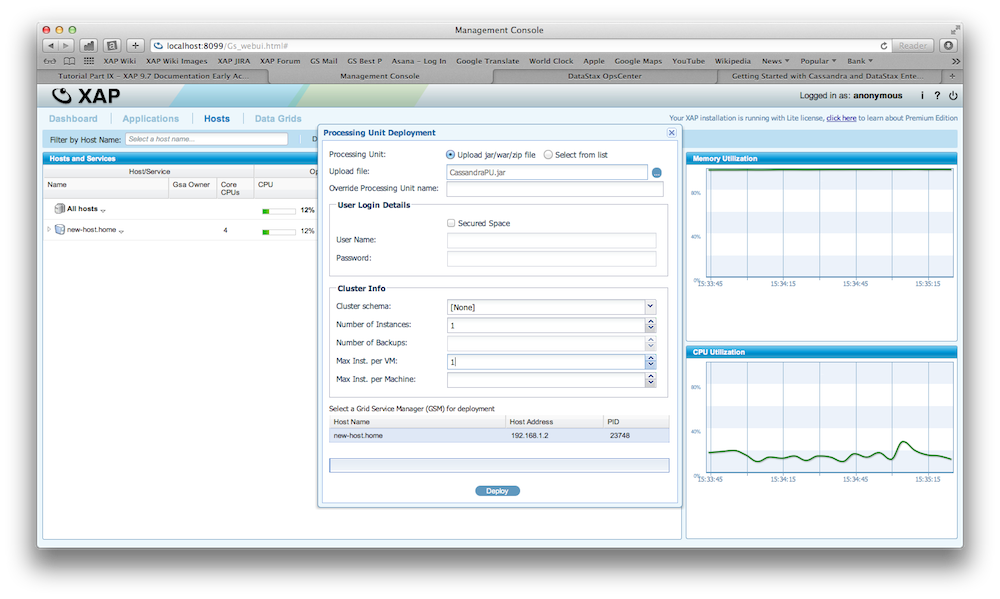 Management Console
localhost:8099/Gs_webui.html#
Reader
XAP Wiki XAP Wiki Images XAP JIRA XAP Forum GS Mail GS Best P Asana – Log In Google Translate World Clock Apple Google Maps YouTube Wikipedia News Popular Bank
Tutorial Part IX – XAP 9.7 Documentation Early Ac... Management Console DataStax OpsCenter Getting Started with Cassandra and DataStax Ente...
XAP
Logged in as: anonymous i ?
Dashboard Applications Hosts Data Grids
Your XAP installation is running with Lite license, click here to learn about Premium Edition
Filter by Host Name: Select a host name... D
Hosts and Services
Host/Service Op
Name Gsa Owner Core CPUs CPU
All hosts 12%
new-host.home 4 12%
Processing Unit Deployment
Processing Unit: Upload jar/war/zip file Select from list
Upload file: CassandraPU.jar ...
Override Processing Unit name:
User Login Details
Secured Space
User Name:
Password:
Cluster Info
Cluster schema: [None]
Number of Instances: 1
Number of Backups:
Max Inst. per VM: 1
Max Inst. per Machine:
Select a Grid Service Manager (GSM) for deployment
Host Name Host Address PID
new-host.home 192.168.1.2 23748
Deploy
Memory Utilization
80%
40%
0%
15:33:45 15:34:15 15:34:45 15:35:15
CPU Utilization
80%
40%
0%
15:33:45 15:34:15 15:34:45 15:35:15